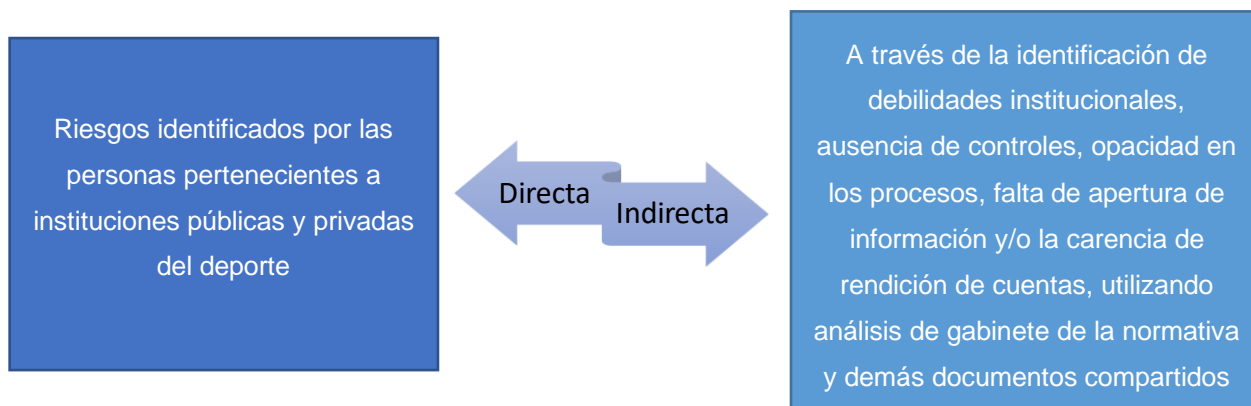 Riesgos identificados por las
personas pertenecientes a
instituciones públicas y privadas
del deporte
Directa
Indirecta
A través de la identificación de
debilidades institucionales,
ausencia de controles, opacidad en
los procesos, falta de apertura de
información y/o la carencia de
rendición de cuentas, utilizando
análisis de gabinete de la normativa
y demás documentos compartidos